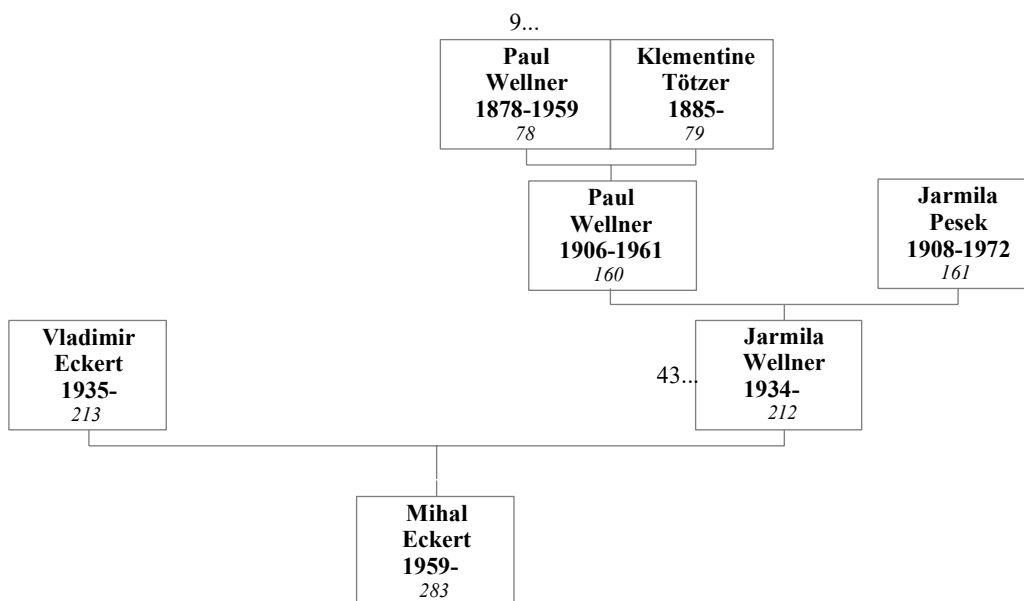 9...
Paul
Wellner
1878-1959
78
Klementine
Tötzer
1885-
79
Paul
Wellner
1906-1961
160
Jarmila
Pesek
1908-1972
161
Vladimir
Eckert
1935-
213
43...
Jarmila
Wellner
1934-
212
Mihal
Eckert
1959-
283